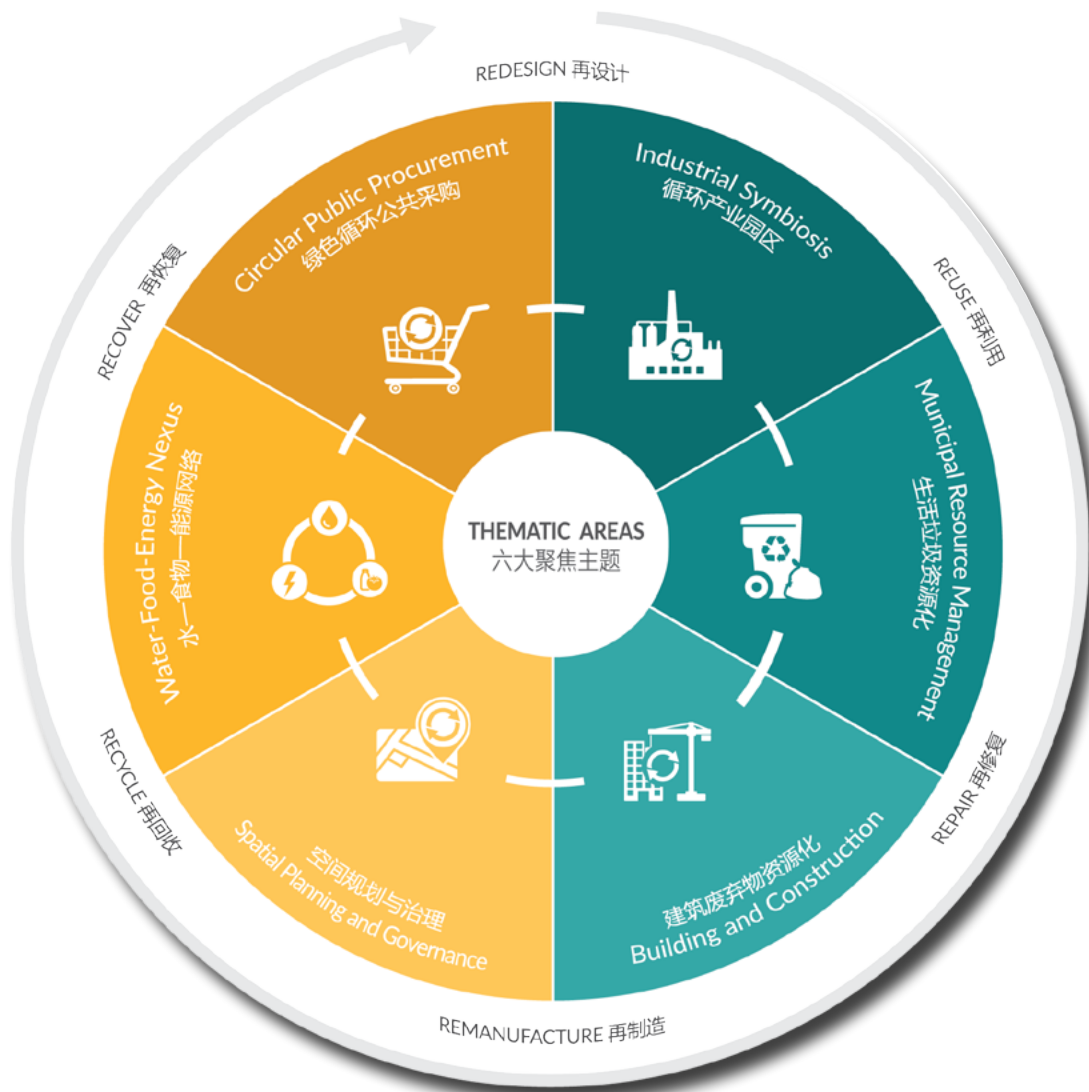 REDESIGN 再设计
REUSE 再利用
REPAIR 再修复
REMANUFACTURE 再制造
RECYCLE 再回收
RECOVER 再恢复
Industrial Symbiosis
循环产业园区
Municipal Resource Management
生活垃圾资源化
建筑废弃物资源化
Building and Construction
空间规划与治理
Spatial Planning and Governance
Water-Food-Energy Nexus
水—食物—能源网络
Circular Public Procurement
绿色循环公共采购
THEMATIC AREAS
六大聚焦主题